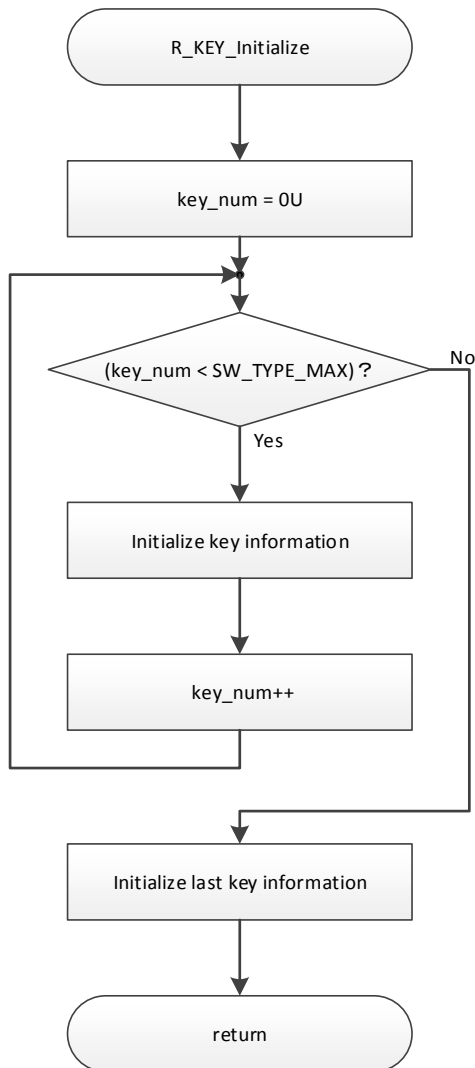 R_KEY_Initialize
key_num = 0U
(key_num < SW_TYPE_MAX)?
No
Yes
Initialize key information
key_num++
Initialize last key information
return